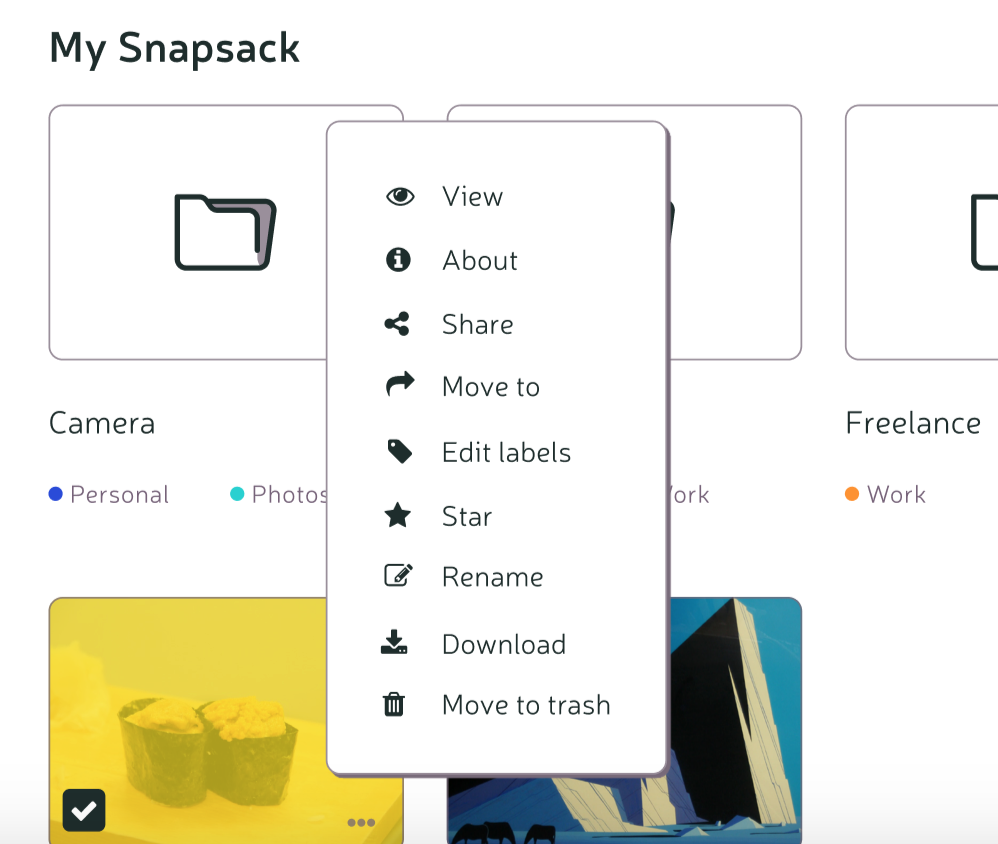 My Snapsack
View
About
Share
Move to
Edit labels
Star
Rename
Download
Move to trash
Camera
Freelance
Personal
Photos
Work